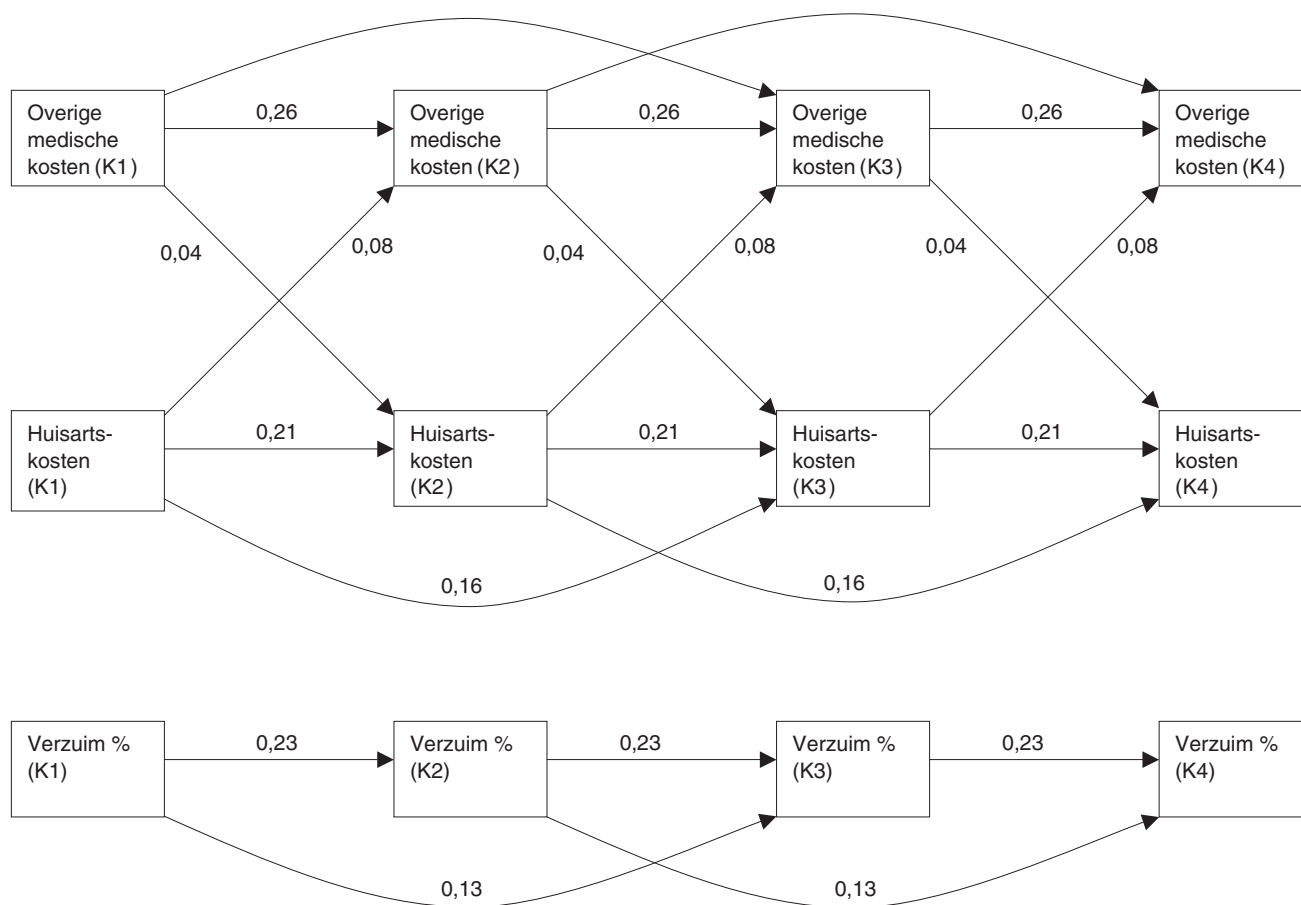 Overige
medische
kosten (K1)
0,26
Overige
medische
kosten (K2)
0,26
Overige
medische
kosten (K3)
0,26
Overige
medische
kosten (K4)
0,04
0,08
0,04
0,08
0,04
0,08
Huisarts-
kosten
(K1)
0,21
Huisarts-
kosten
(K2)
0,21
Huisarts-
kosten
(K3)
0,21
Huisarts-
kosten
(K4)
0,16
0,16
Verzuim %
(K1)
0,23
Verzuim %
(K2)
0,23
Verzuim %
(K3)
0,23
Verzuim %
(K4)
0,13
0,13